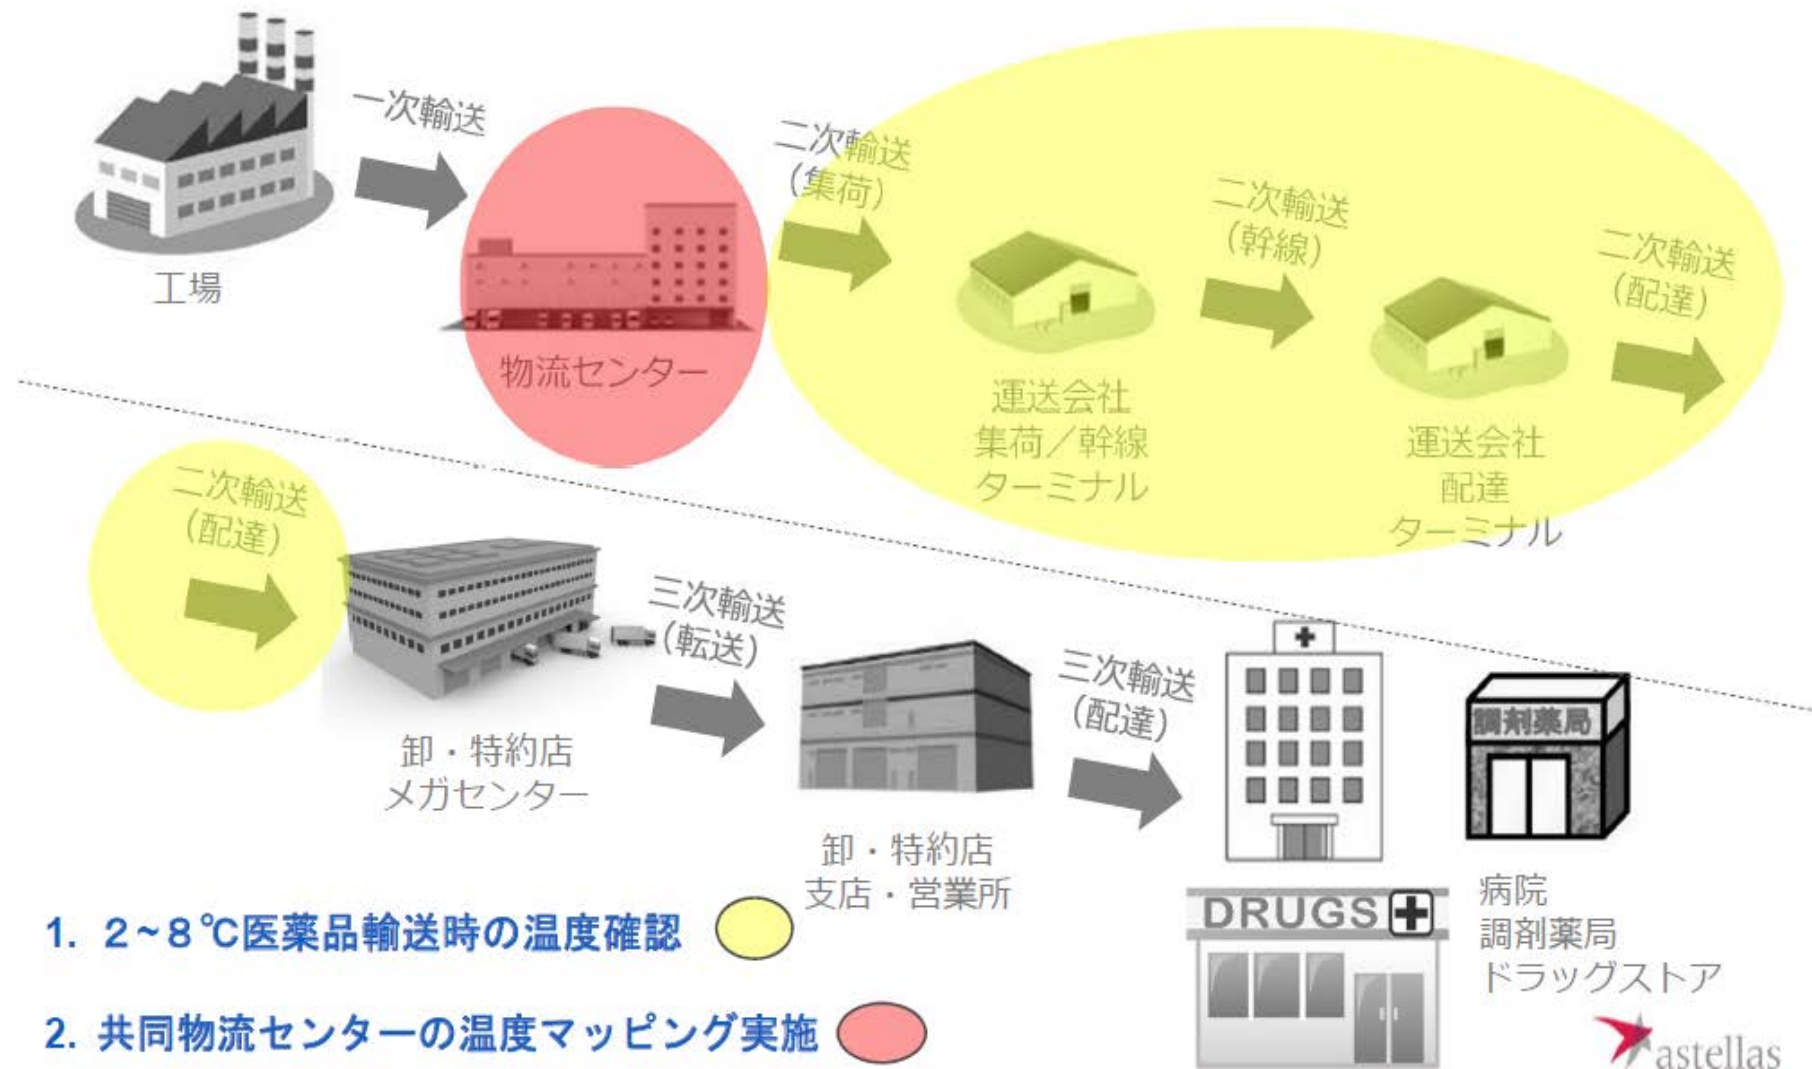 一次輸送
工場
物流センター
二次輸送
(集荷)
運送会社
集荷／幹線
ターミナル
二次輸送
(幹線)
運送会社
配達
ターミナル
二次輸送
(配達)
二次輸送
(配達)
卸・特約店
メガセンター
三次輸送
(転送)
卸・特約店
支店・営業所
三次輸送
(配達)
調剤薬局
DRUGS
病院
調剤薬局
ドラッグストア
1. 2~8℃医薬品輸送時の温度確認
2. 共同物流センターの温度マッピング実施
astellas